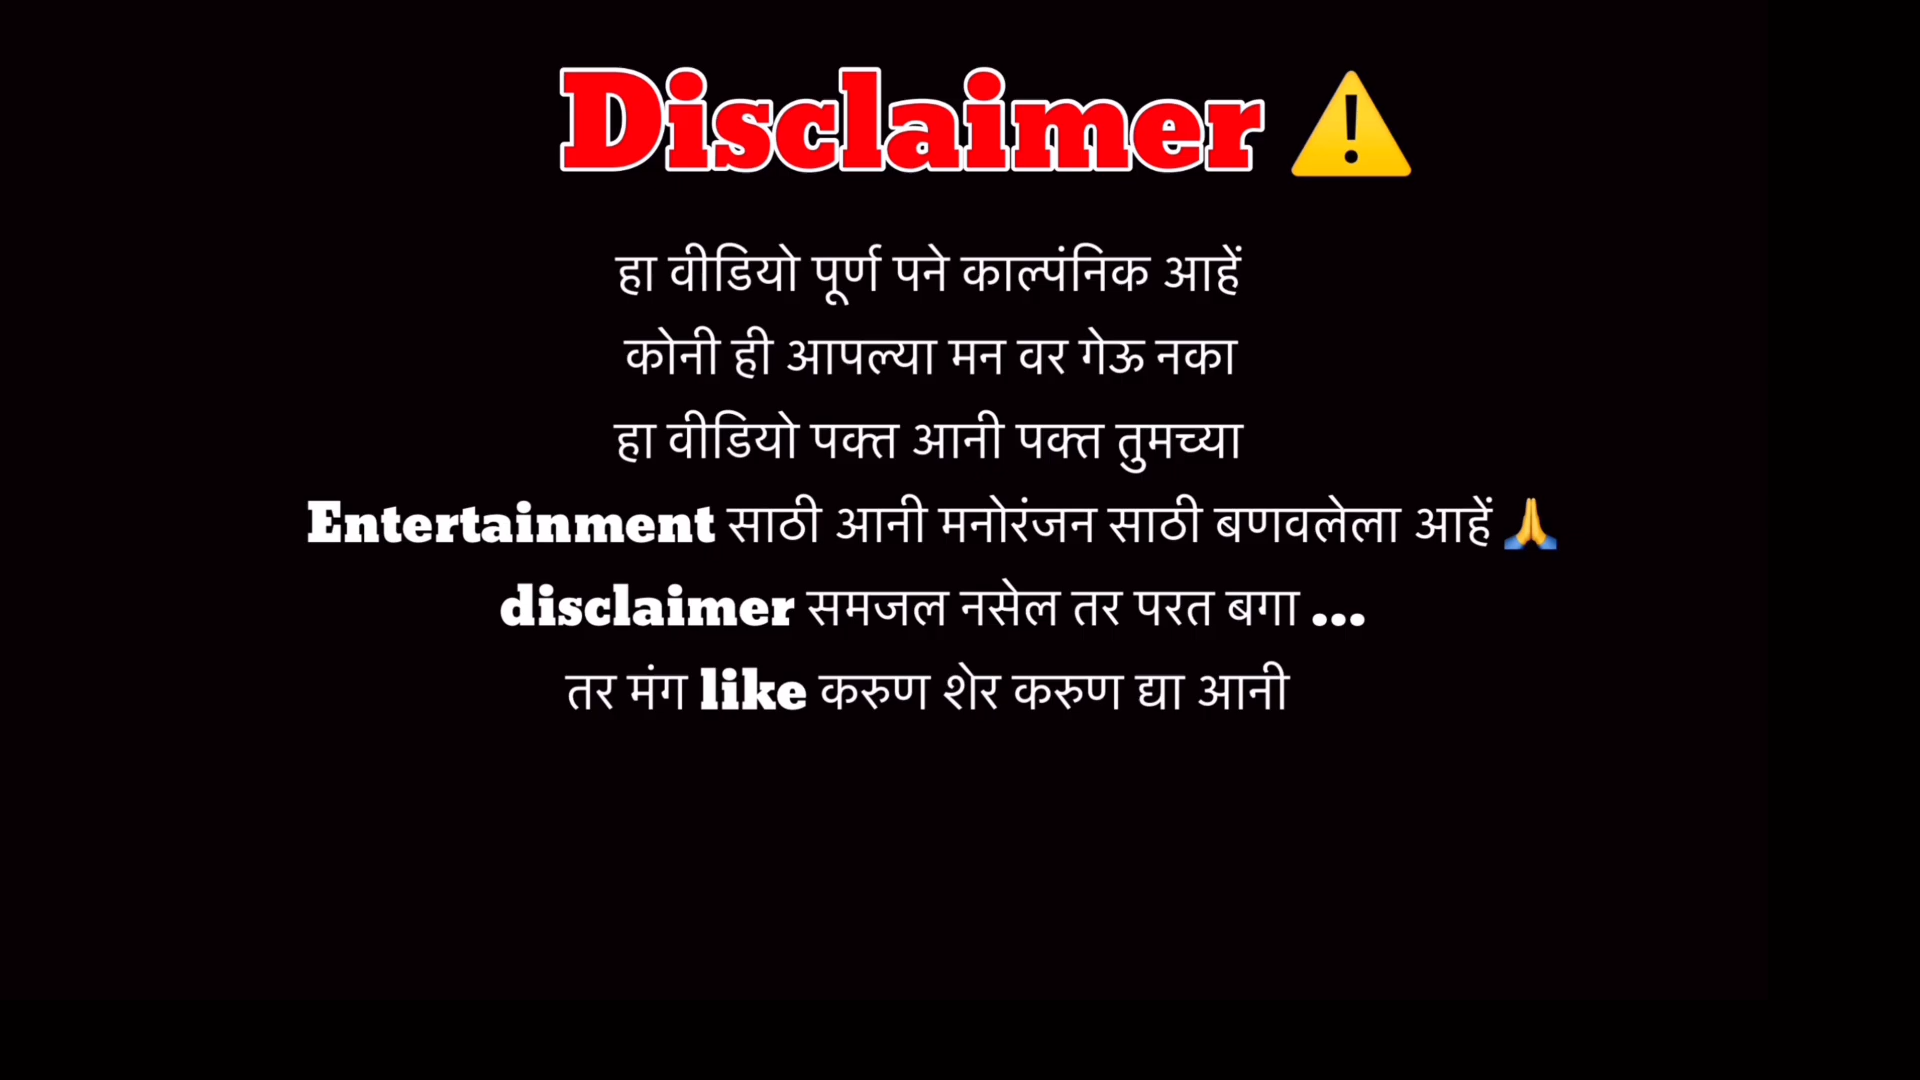 Disclaimer ⚠️
हा वीडियो पूर्ण पने काल्पंनिक आहें
कोनी ही आपल्या मन वर गेऊ नका
हा वीडियो पक्त आनी पक्त तुमच्या
Entertainment साठी आनी मनोरंजन साठी बणवलेला आहें🙏
disclaimer समजल नसेल तर परत बगा ...
तर मंग like करुण शेर करुण द्या आनी